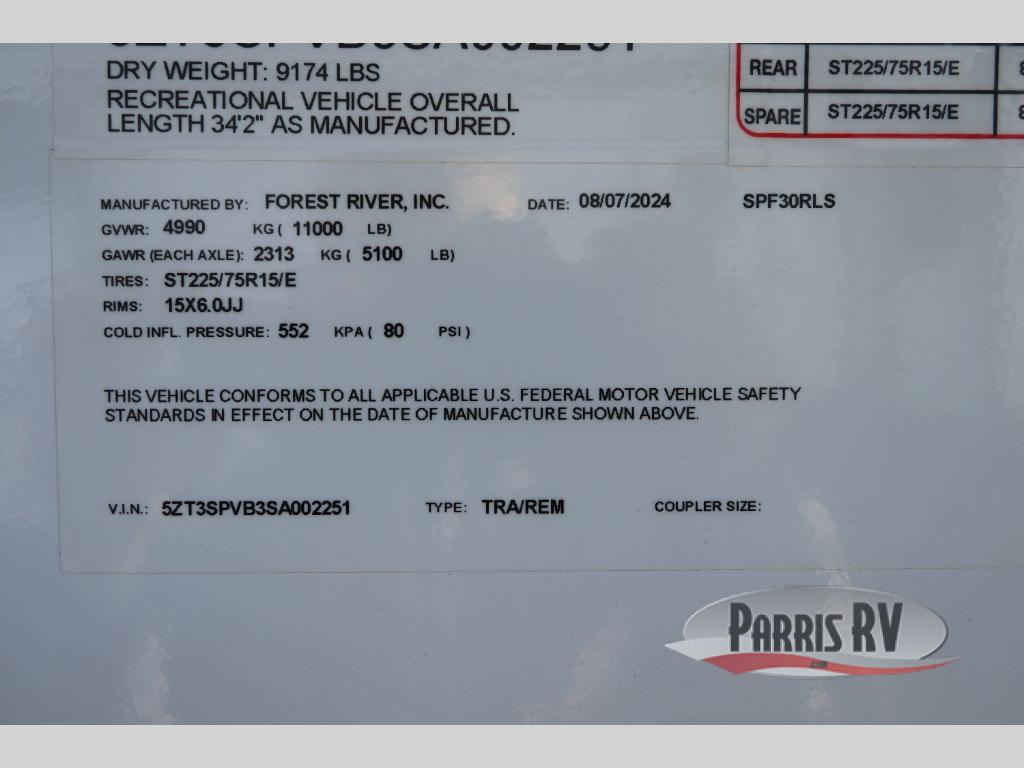 DRY WEIGHT: 9174 LBS
RECREATIONAL VEHICLE OVERALL
LENGTH 34'2" AS MANUFACTURED.
REAR ST225/75R15/E
SPARE ST225/75R15/E
MANUFACTURED BY: FOREST RIVER, INC. DATE: 08/07/2024 SPF30RLS
GVWR: 4990 KG ( 11000 LB)
GAWR (EACH AXLE): 2313 KG ( 5100 LB)
TIRES: ST225/75R15/E
RIMS: 15X6.0JJ
COLD INFL. PRESSURE: 552 KPA ( 80 PSI )
THIS VEHICLE CONFORMS TO ALL APPLICABLE U.S. FEDERAL MOTOR VEHICLE SAFETY
STANDARDS IN EFFECT ON THE DATE OF MANUFACTURE SHOWN ABOVE.
V.I.N.: 5ZT3SPVB3SA002251 TYPE: TRA/REM COUPLER SIZE:
PARRIS RV
.com